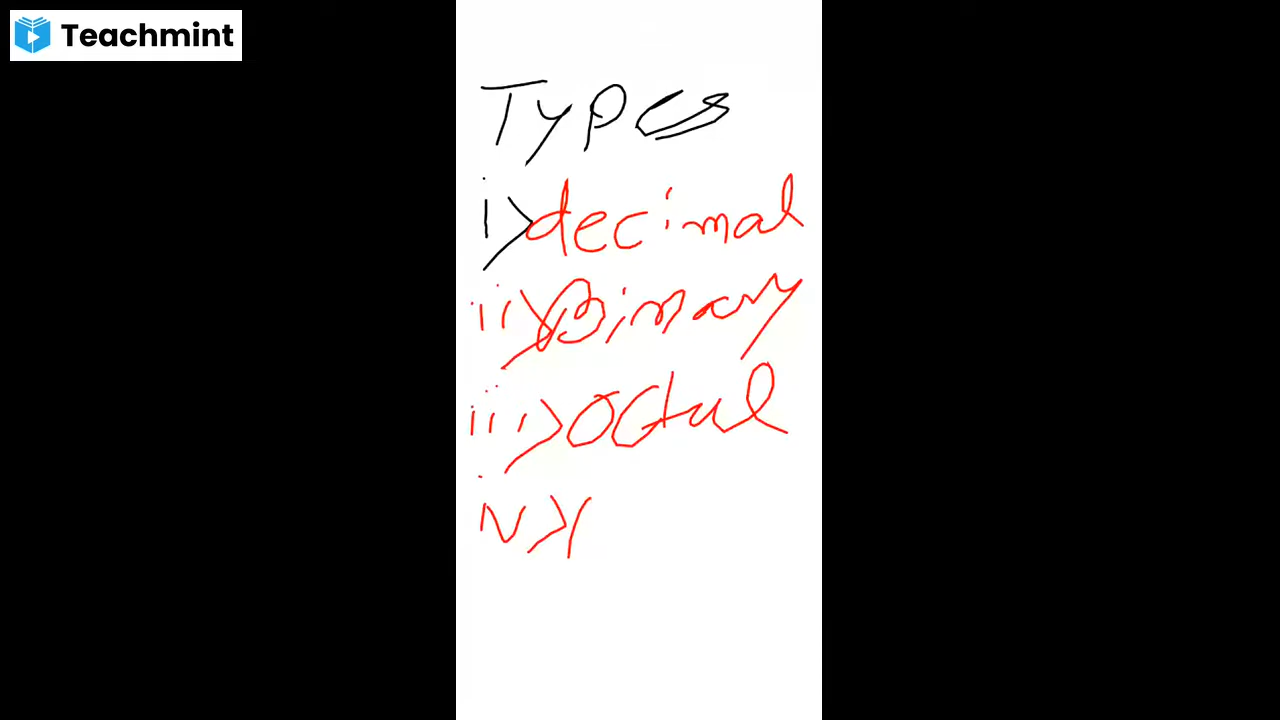 Teachmint
Types
i) decimal
ii) Binary
iii) Octal
iv)